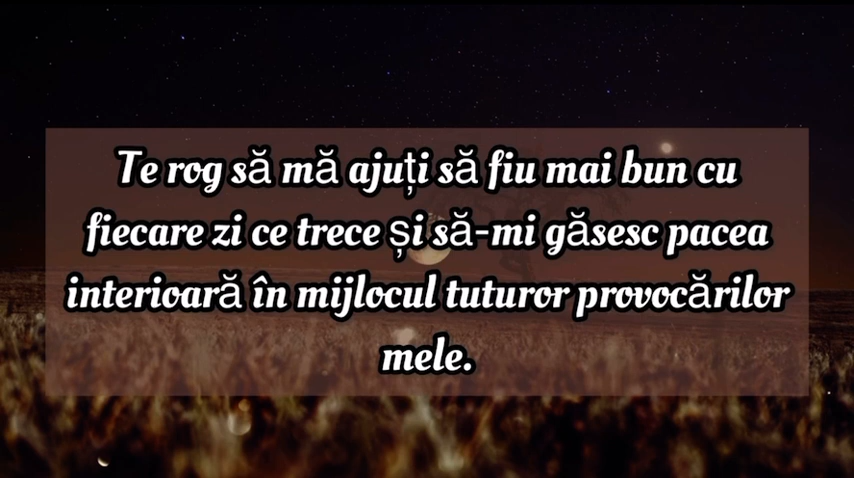 Te rog să mă ajuți să fiu mai bun cu
fiecare zi ce trece și să-mi găsesc pacea
interioară în mijlocul tuturor provocărilor
mele.